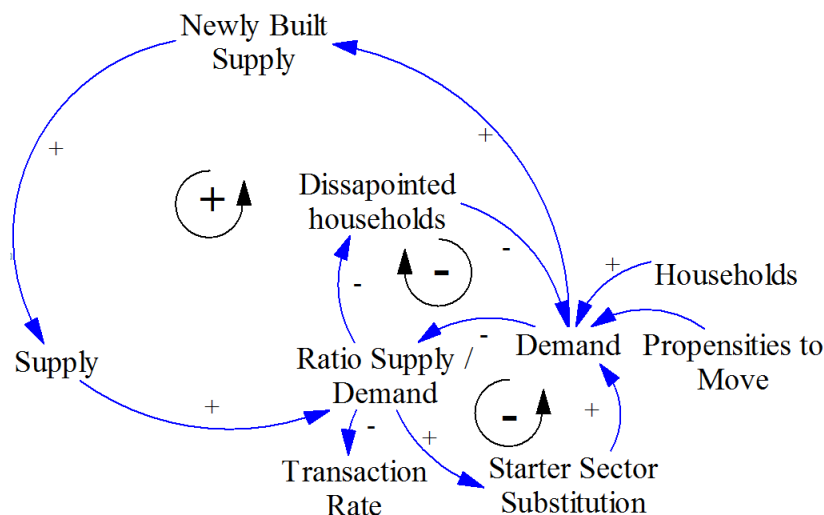 Newly Built
Supply
+
+
+
Dissapointed
households
-
-
+
Households
-
-
Supply
Ratio Supply /
Demand
Demand
Propensities to
Move
+
-
+
-
+
Transaction
Rate
Starter Sector
Substitution